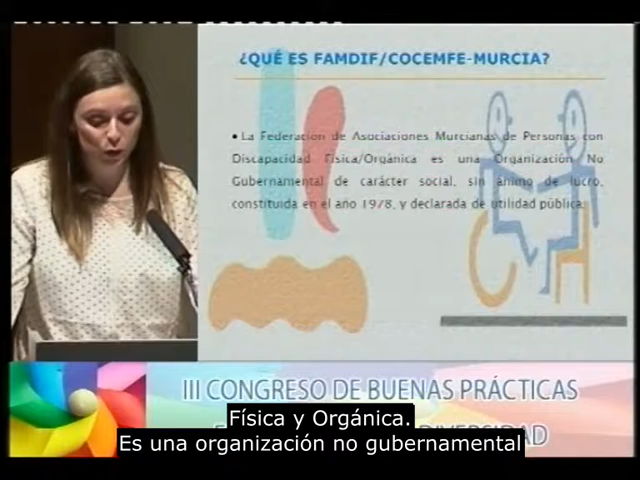 ¿QUÉ ES FAMDIF/COCEMFE-MURCIA?
• La Federación de Asociaciones Murcianas de Personas con
Discapacidad Física/Orgánica es una Organización No
Gubernamental de carácter social, sin ánimo de lucro,
constituida en el año 1978, y declarada de utilidad pública.
III CONGRESO DE BUENAS PRÁCTICAS
DIVERSIDAD
Física y Orgánica.
Es una organización no gubernamental